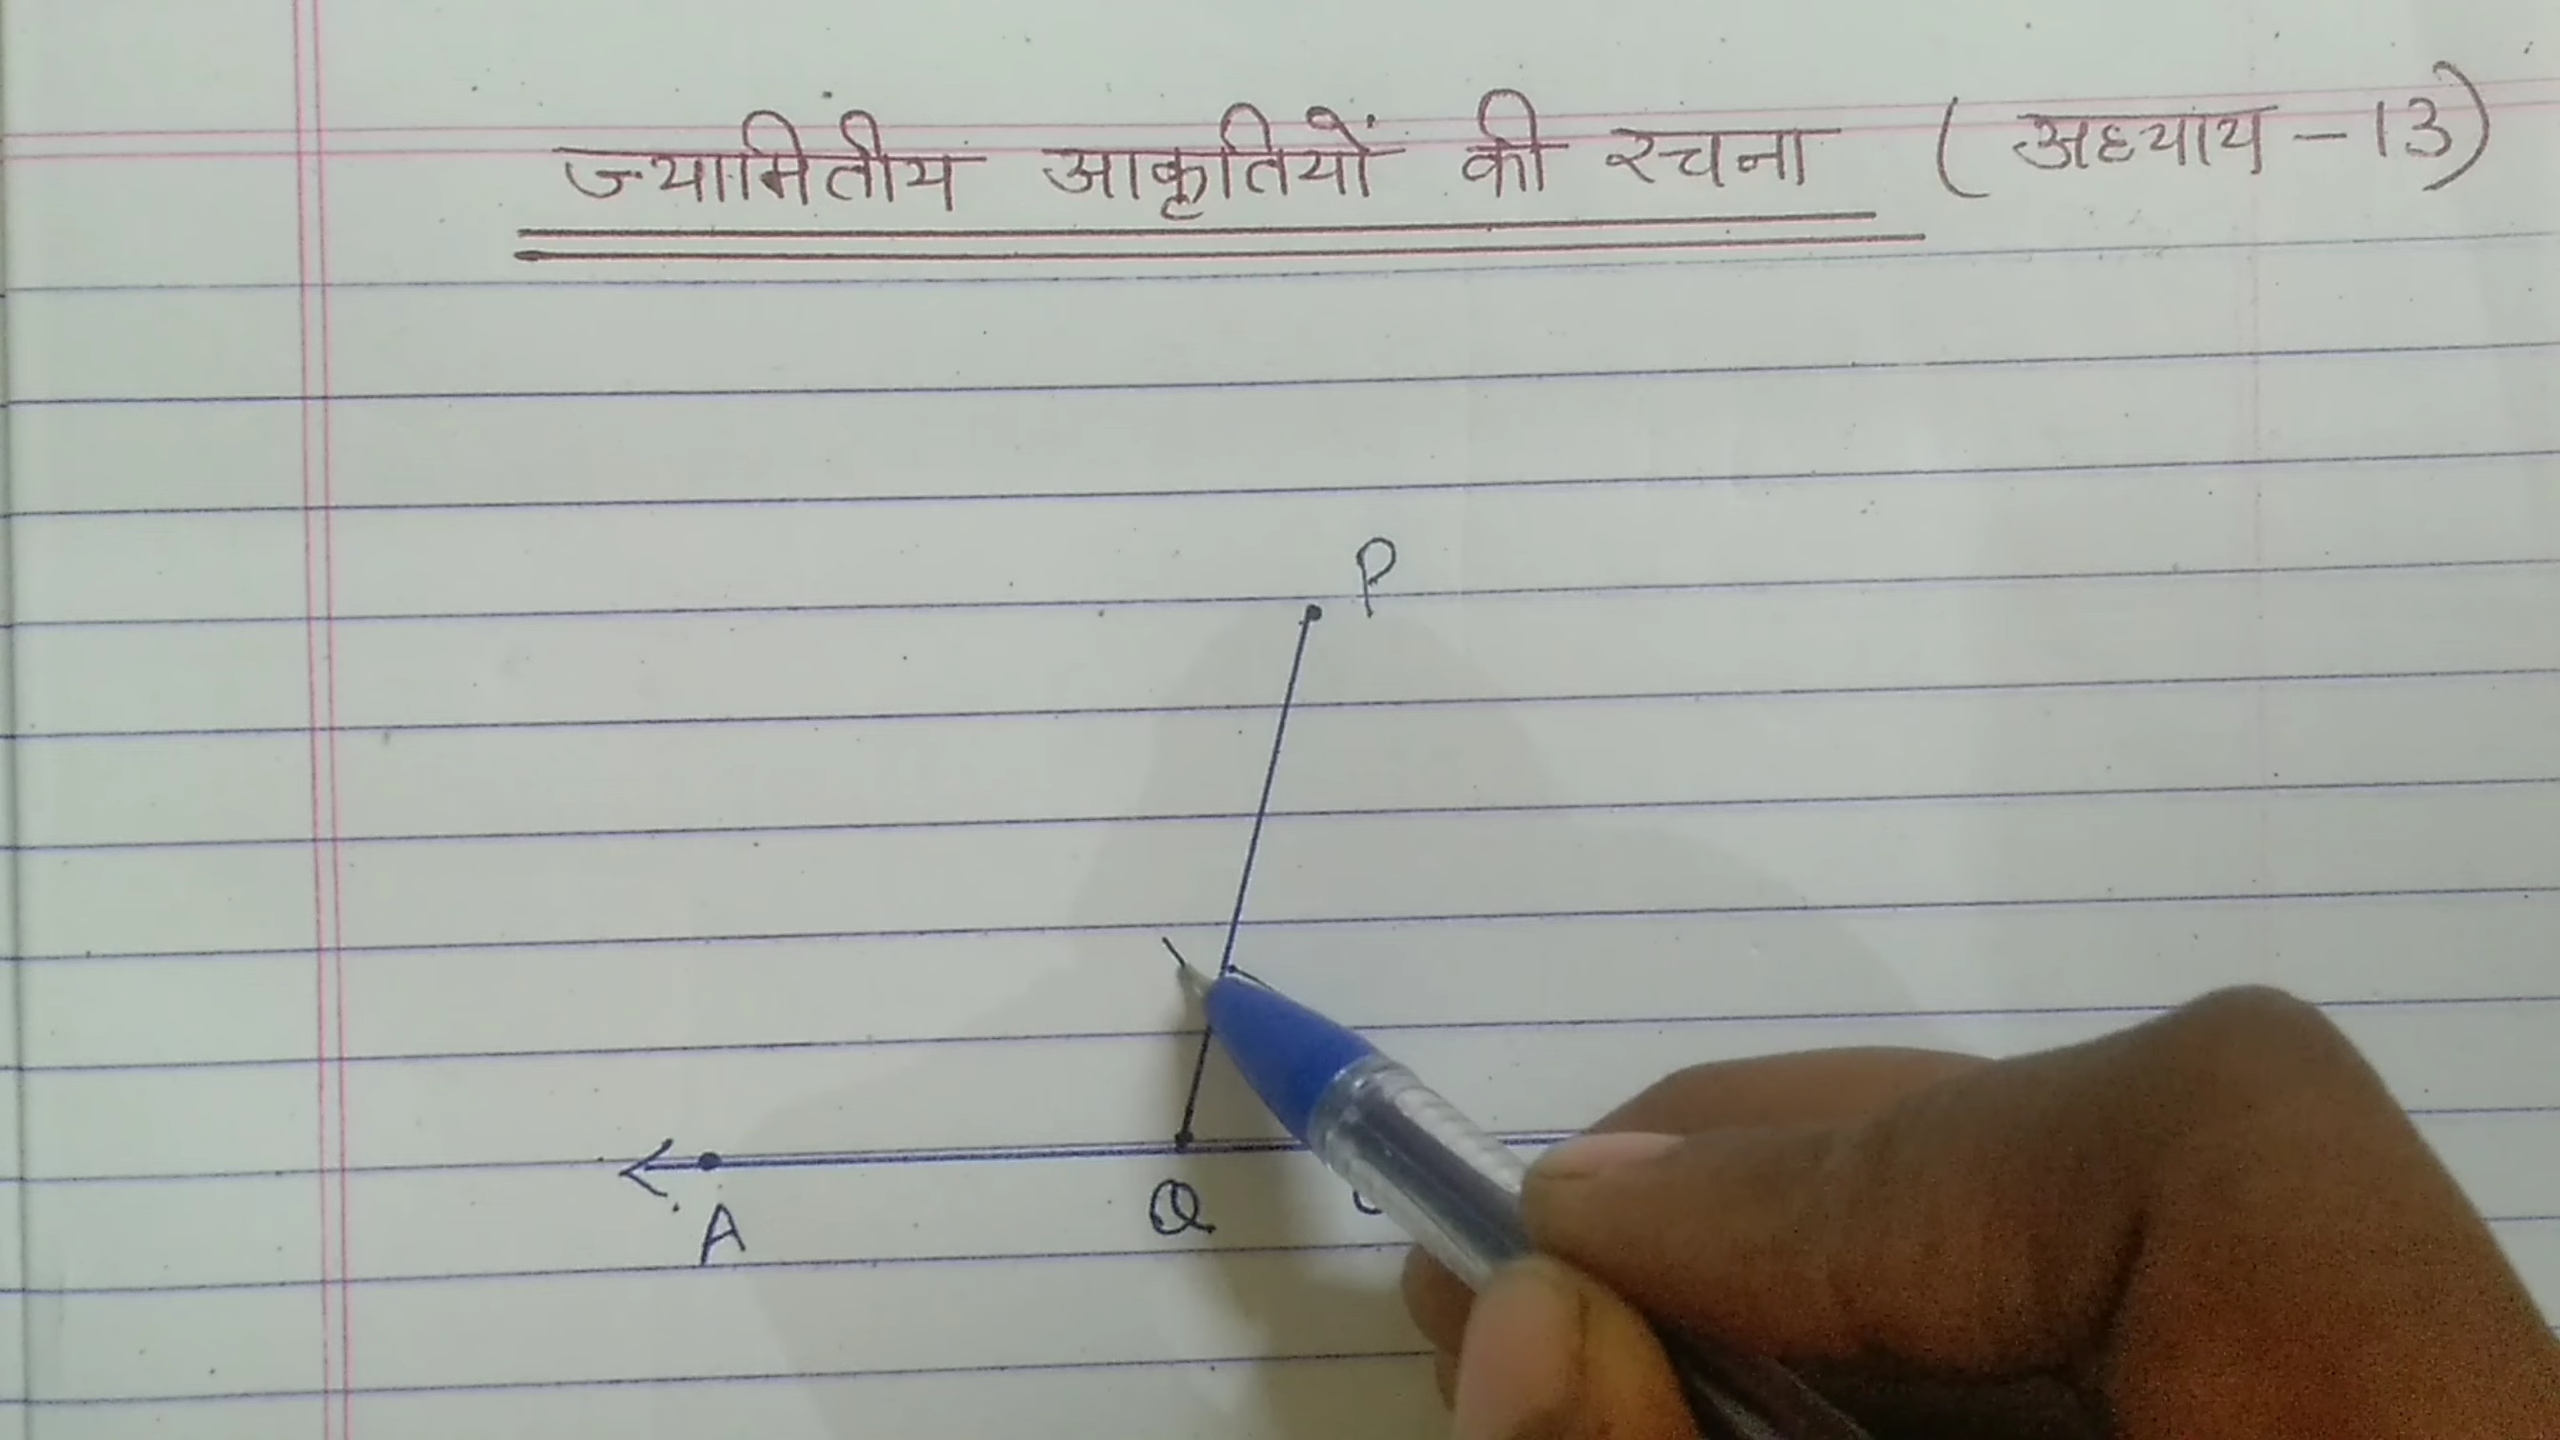 ज्यामितीय आकृतियों की रचना ( अध्याय - 13)
P
Q
A